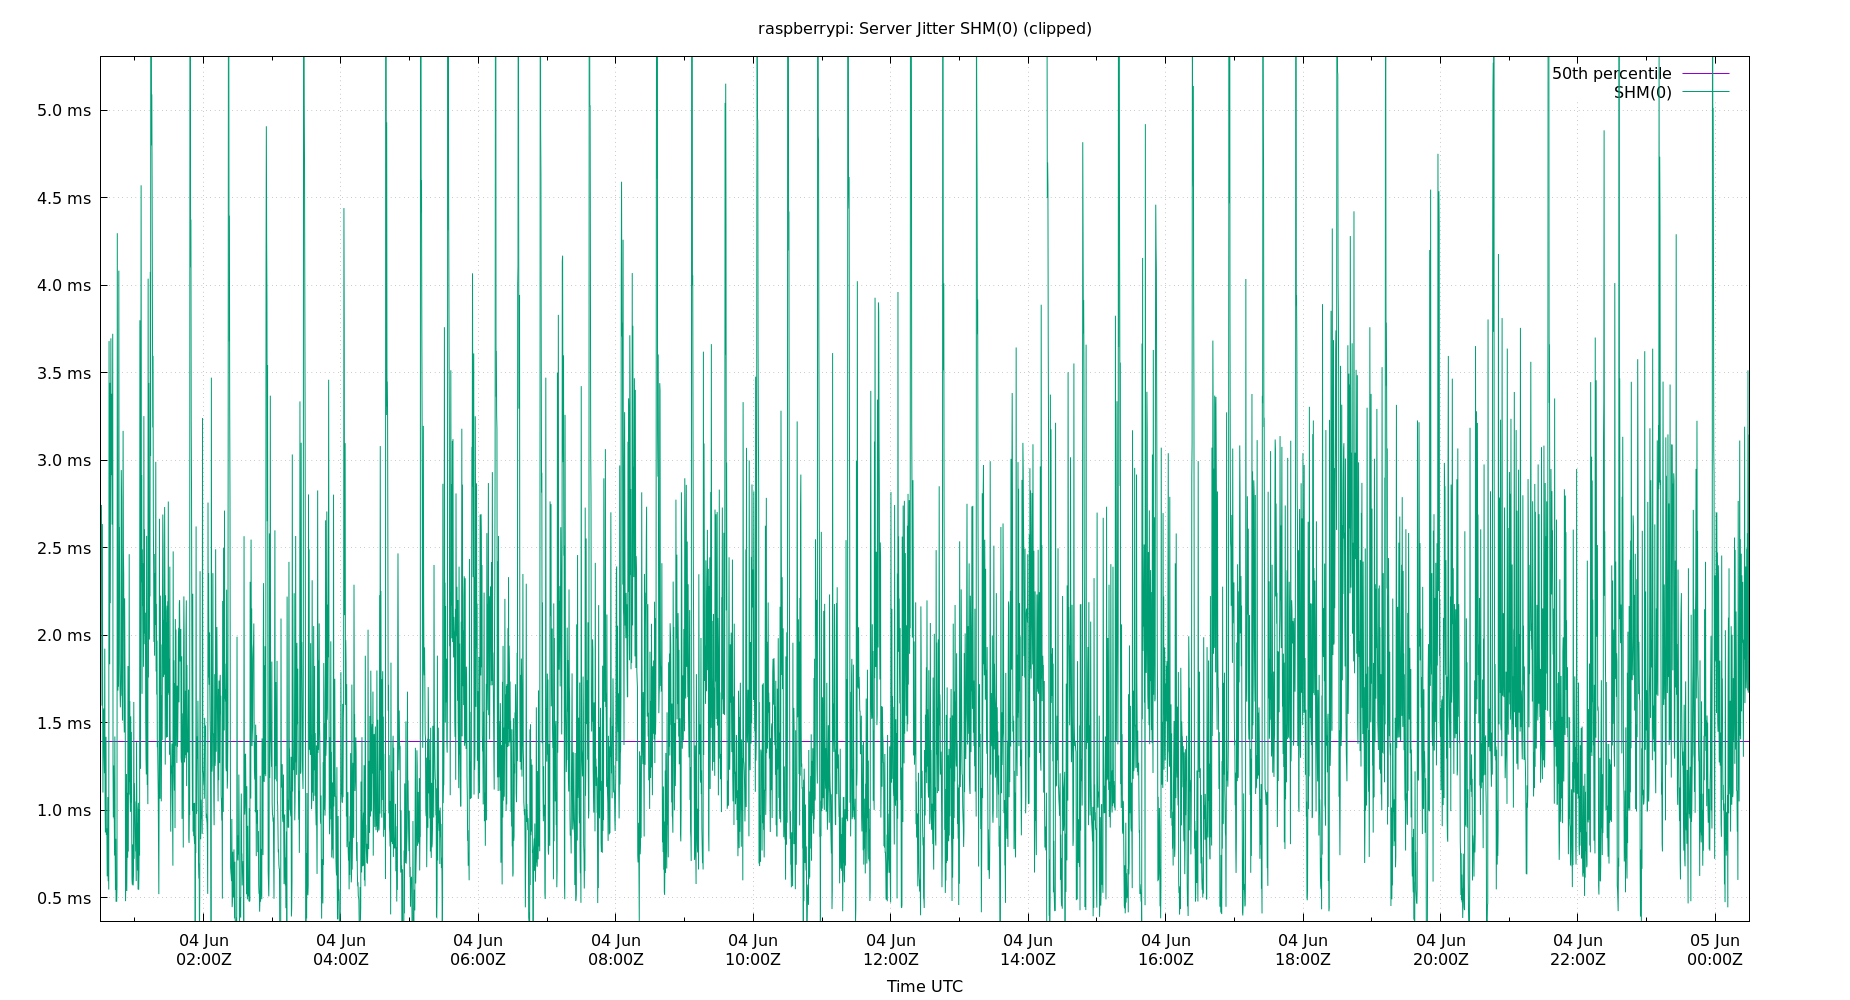 raspberrypi: Server Jitter SHM(0) (clipped)
50th percentile
SHM(0)
5.0 ms
4.5 ms
4.0 ms
3.5 ms
3.0 ms
2.5 ms
2.0 ms
1.5 ms
1.0 ms
0.5 ms
04 Jun 04 Jun 04 Jun 04 Jun 04 Jun 04 Jun 04 Jun 04 Jun 04 Jun 04 Jun 04 Jun 05 Jun
02:00Z 04:00Z 06:00Z 08:00Z 10:00Z 12:00Z 14:00Z 16:00Z 18:00Z 20:00Z 22:00Z 00:00Z
Time UTC